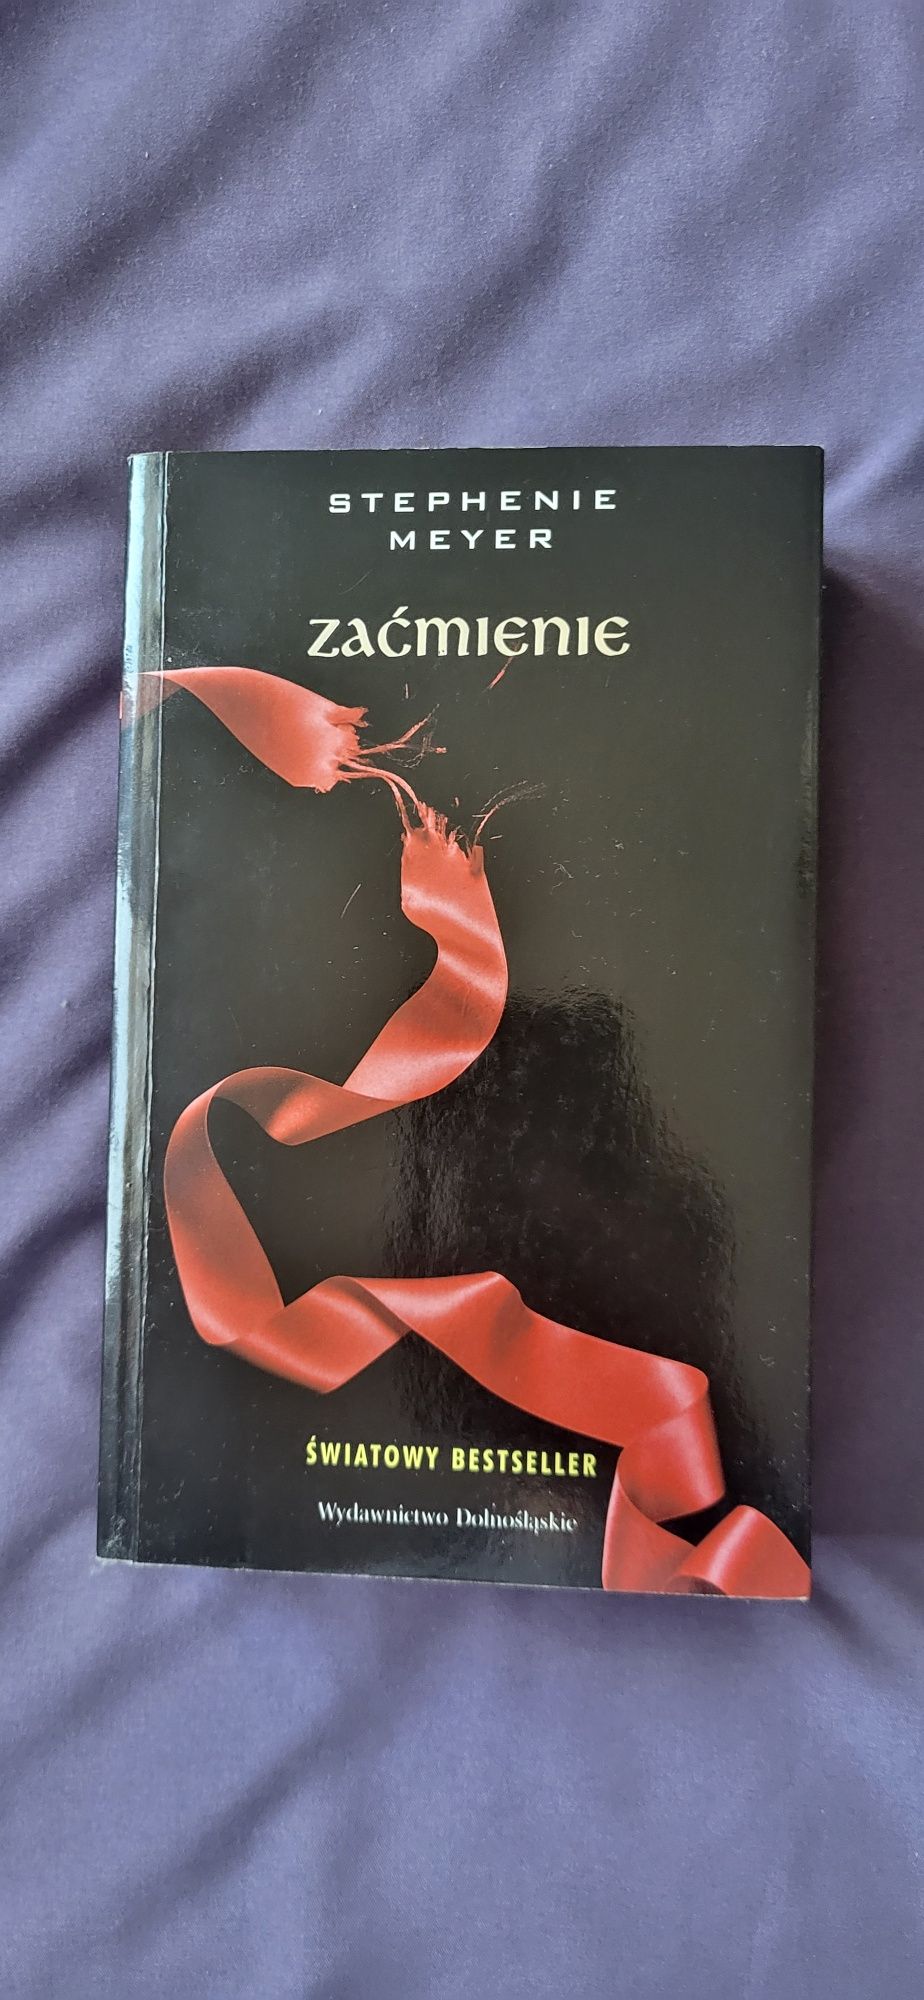 STEPHENIE
MEYER
ZAĆMIENIE
ŚWIATOWY BESTSELLER
Wydawnictwo Dolnośląskie